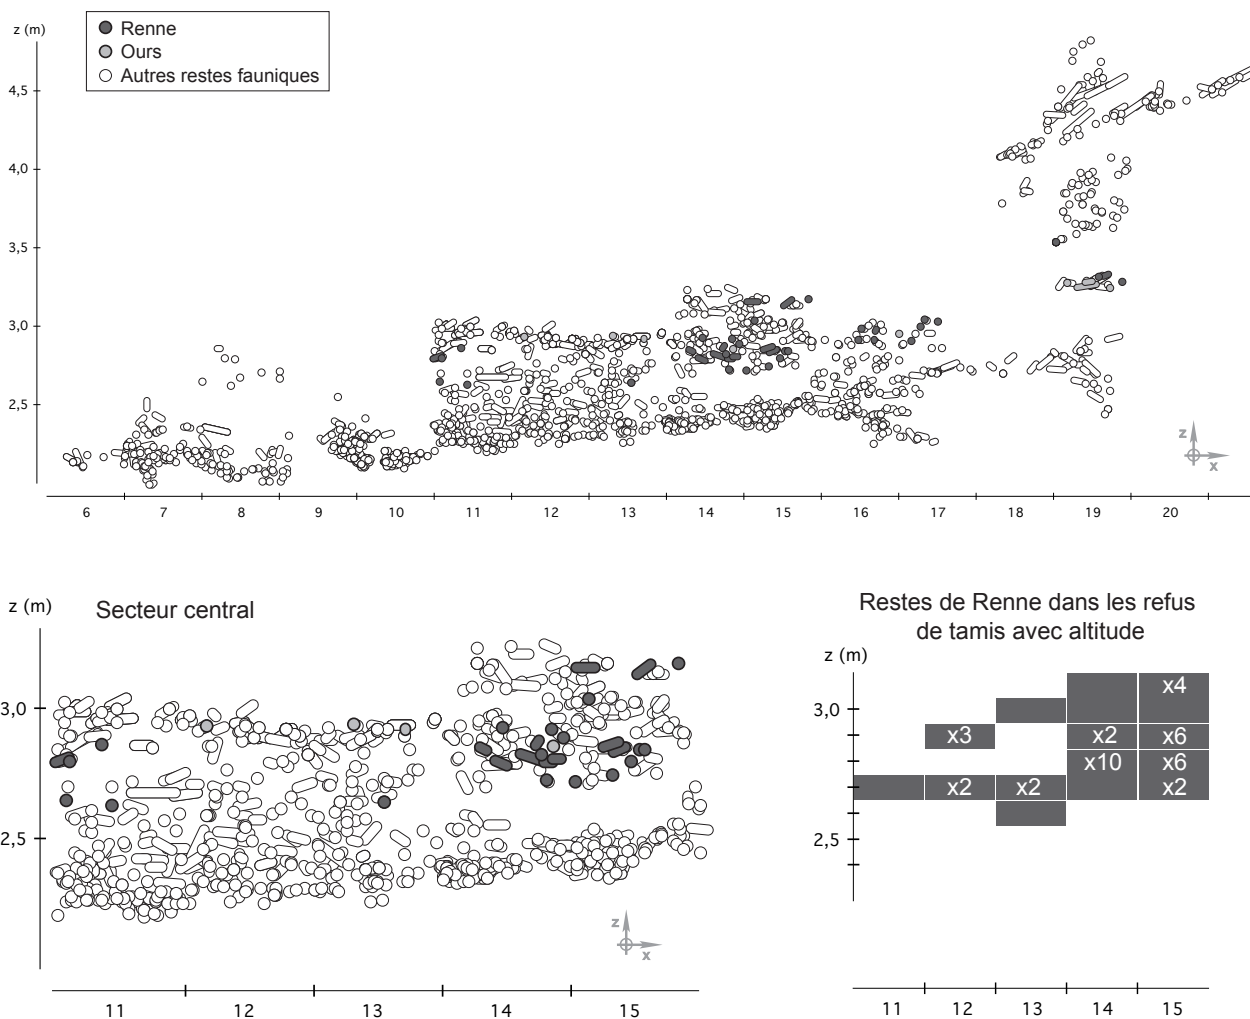 z (m)
Renne
Ours
Autres restes fauniques
4,5
4,0
3,5
3,0
2,5
z
x
6 7 8 9 10 11 12 13 14 15 16 17 18 19 20
z (m)
Secteur central
3,0
2,5
z
x
11 12 13 14 15
Restes de Renne dans les refus
de tamis avec altitude
z (m)
3,0
2,5
x4
x3 x2 x6
x10 x6
x2 x2 x2
11 12 13 14 15